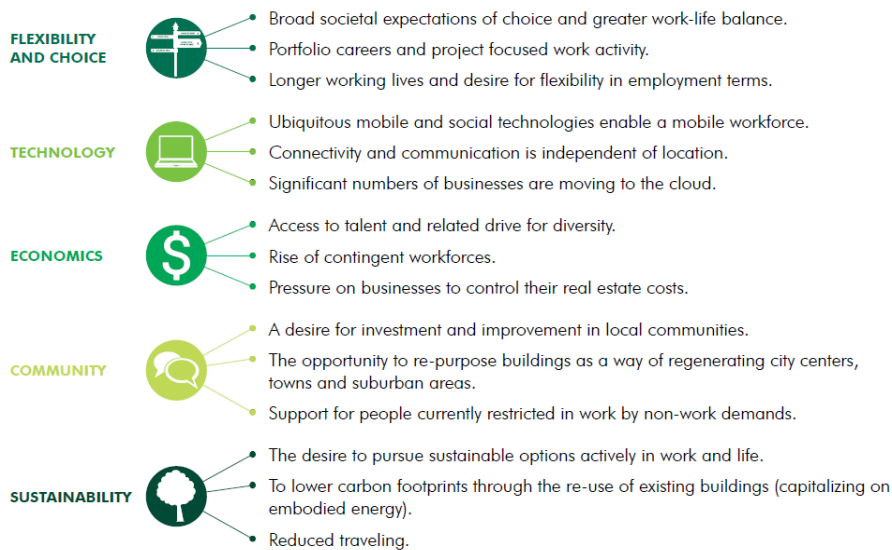 FLEXIBILITY
AND CHOICE
Broad societal expectations of choice and greater work-life balance.
Portfolio careers and project focused work activity.
Longer working lives and desire for flexibility in employment terms.
TECHNOLOGY
Ubiquitous mobile and social technologies enable a mobile workforce.
Connectivity and communication is independent of location.
Significant numbers of businesses are moving to the cloud.
ECONOMICS
$
Access to talent and related drive for diversity.
Rise of contingent workforces.
Pressure on businesses to control their real estate costs.
COMMUNITY
A desire for investment and improvement in local communities.
The opportunity to re-purpose buildings as a way of regenerating city centers,
towns and suburban areas.
Support for people currently restricted in work by non-work demands.
SUSTAINABILITY
The desire to pursue sustainable options actively in work and life.
To lower carbon footprints through the re-use of existing buildings (capitalizing on
embodied energy).
Reduced traveling.